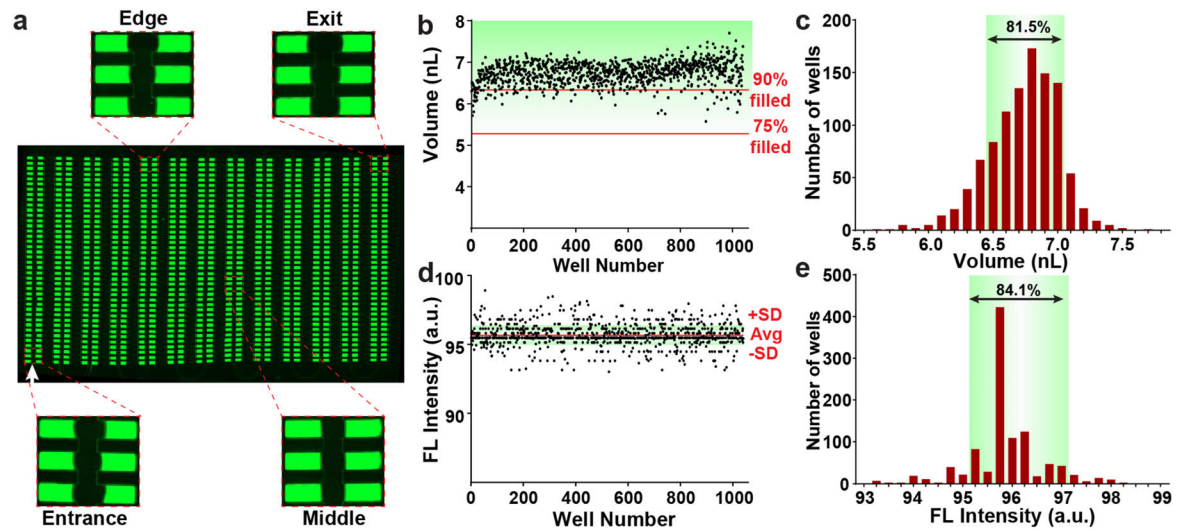 a
Edge
Exit
Entrance
Middle
b
Volume (nL)
8
7
6
5
4
90%
filled
75%
filled
0
200
400
600
800
1000
Well Number
c
Number of wells
200
150
100
50
0
81.5%
5.5
6.0
6.5
7.0
7.5
Volume (nL)
d
FL Intensity (a.u.)
100
95
90
+SD
Avg
-SD
0
200
400
600
800
1000
Well Number
e
Number of wells
500
400
300
200
100
0
84.1%
93
94
95
96
97
98
99
FL Intensity (a.u.)